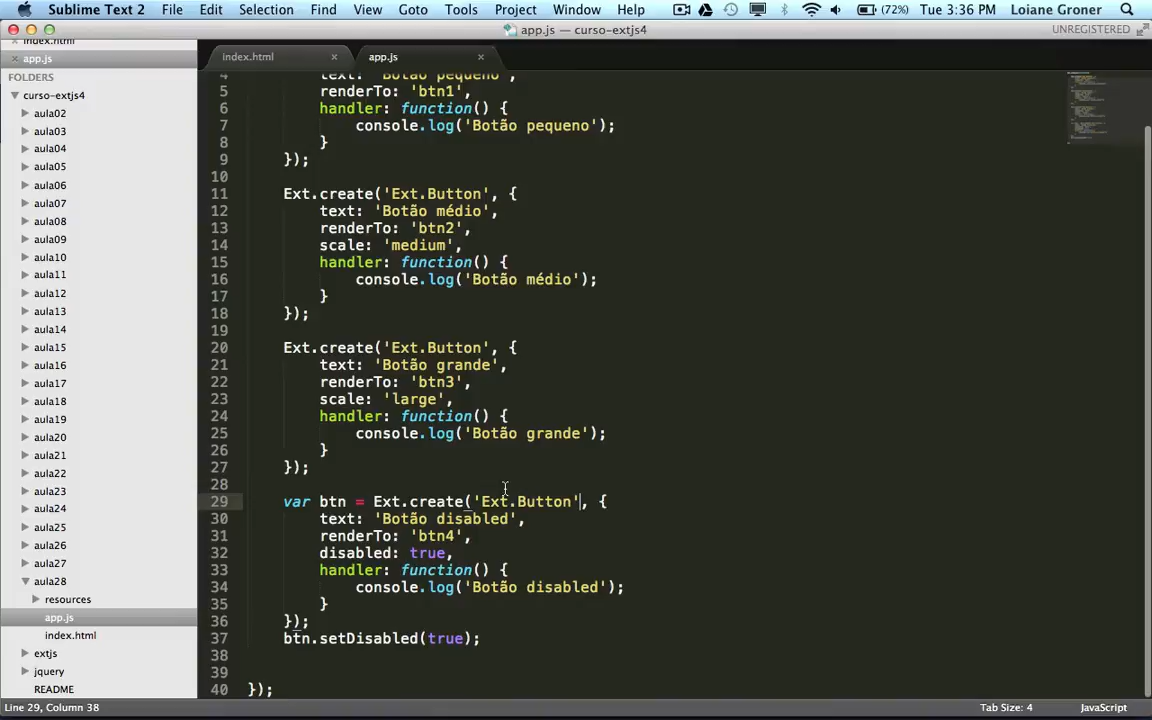 Sublime Text 2 File Edit Selection Find View Goto Tools Project Window Help (72%) Tue 3:36 PM Loiane Groner
app.js — curso-extjs4 UNREGISTERED
index.html
app.js
index.html × app.js ×
FOLDERS
curso-extjs4
aula02
aula03
aula04
aula05
aula06
aula07
aula08
aula09
aula10
aula11
aula12
aula13
aula14
aula15
aula16
aula17
aula18
aula19
aula20
aula21
aula22
aula23
aula24
aula25
aula26
aula27
aula28
resources
app.js
index.html
extjs
jquery
README
4 text: 'Botão pequeno',
5 renderTo: 'btn1',
6 handler: function() {
7 console.log('Botão pequeno');
8 }
9 });
10
11 Ext.create('Ext.Button', {
12 text: 'Botão médio',
13 renderTo: 'btn2',
14 scale: 'medium',
15 handler: function() {
16 console.log('Botão médio');
17 }
18 });
19
20 Ext.create('Ext.Button', {
21 text: 'Botão grande',
22 renderTo: 'btn3',
23 scale: 'large',
24 handler: function() {
25 console.log('Botão grande');
26 }
27 });
28
29 var btn = Ext.create('Ext.Button', {
30 text: 'Botão disabled',
31 renderTo: 'btn4',
32 disabled: true,
33 handler: function() {
34 console.log('Botão disabled');
35 }
36 });
37 btn.setDisabled(true);
38
39
40 });
Line 29, Column 38 Tab Size: 4 JavaScript